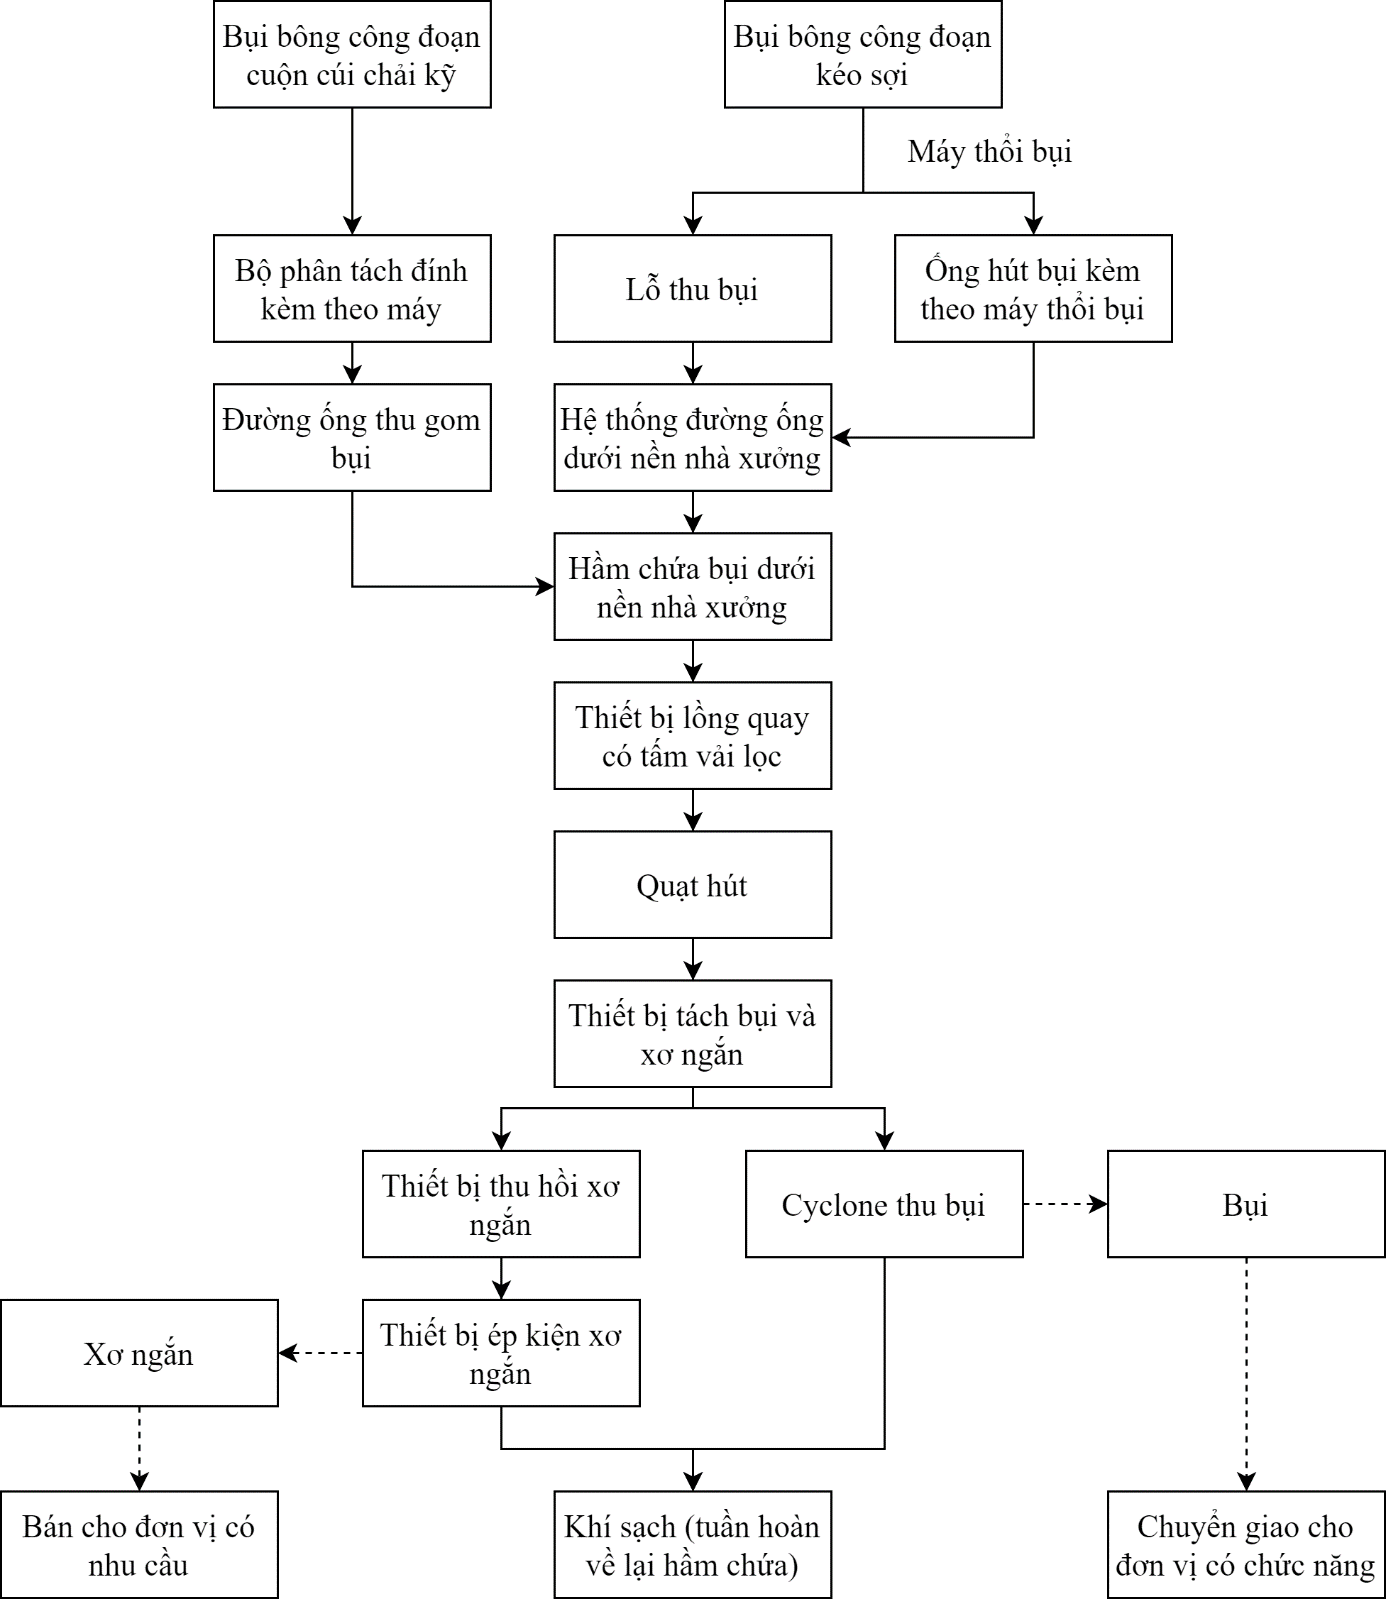 Bụi bông công đoạn
cuộn cúi chải kỹ
Bụi bông công đoạn
kéo sợi
Máy thổi bụi
Bộ phân tách đính
kèm theo máy
Lỗ thu bụi
Ống hút bụi kèm
theo máy thổi bụi
Đường ống thu gom
bụi
Hệ thống đường ống
dưới nền nhà xưởng
Hầm chứa bụi dưới
nền nhà xưởng
Thiết bị lồng quay
có tấm vải lọc
Quạt hút
Thiết bị tách bụi và
xơ ngắn
Thiết bị thu hồi xơ
ngắn
Cyclone thu bụi
Bụi
Xơ ngắn
Thiết bị ép kiện xơ
ngắn
Bán cho đơn vị có
nhu cầu
Khí sạch (tuần hoàn
về lại hầm chứa)
Chuyển giao cho
đơn vị có chức năng